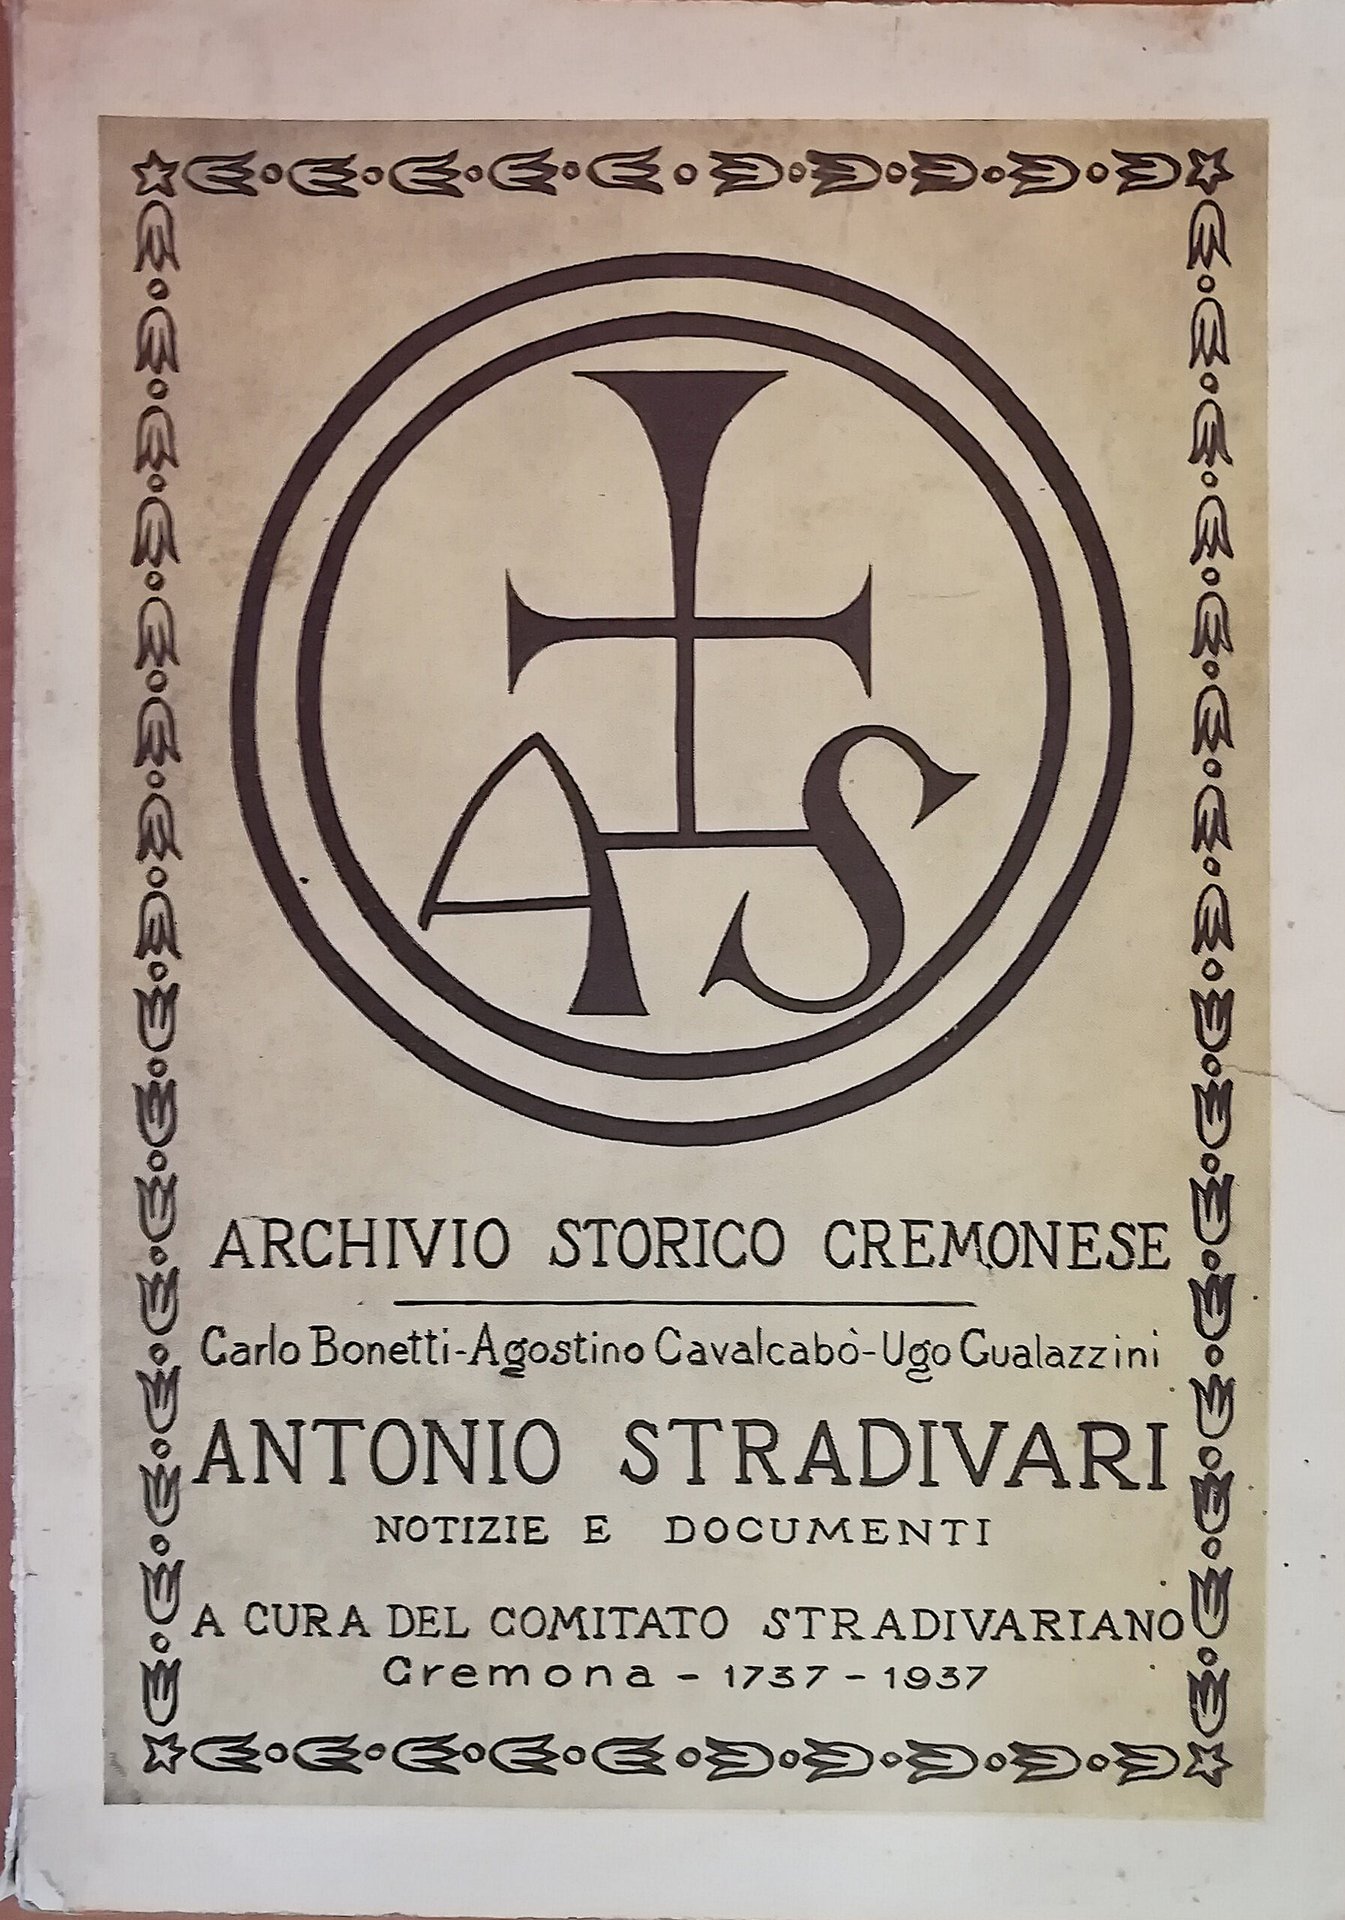 A S
ARCHIVIO STORICO CREMONESE
Carlo Bonetti-Agostino Cavalcabò-Ugo Gualazzini
ANTONIO STRADIVARI
NOTIZIE E DOCUMENTI
A CURA DEL COMITATO STRADIVARIANO
Cremona - 1737 - 1937